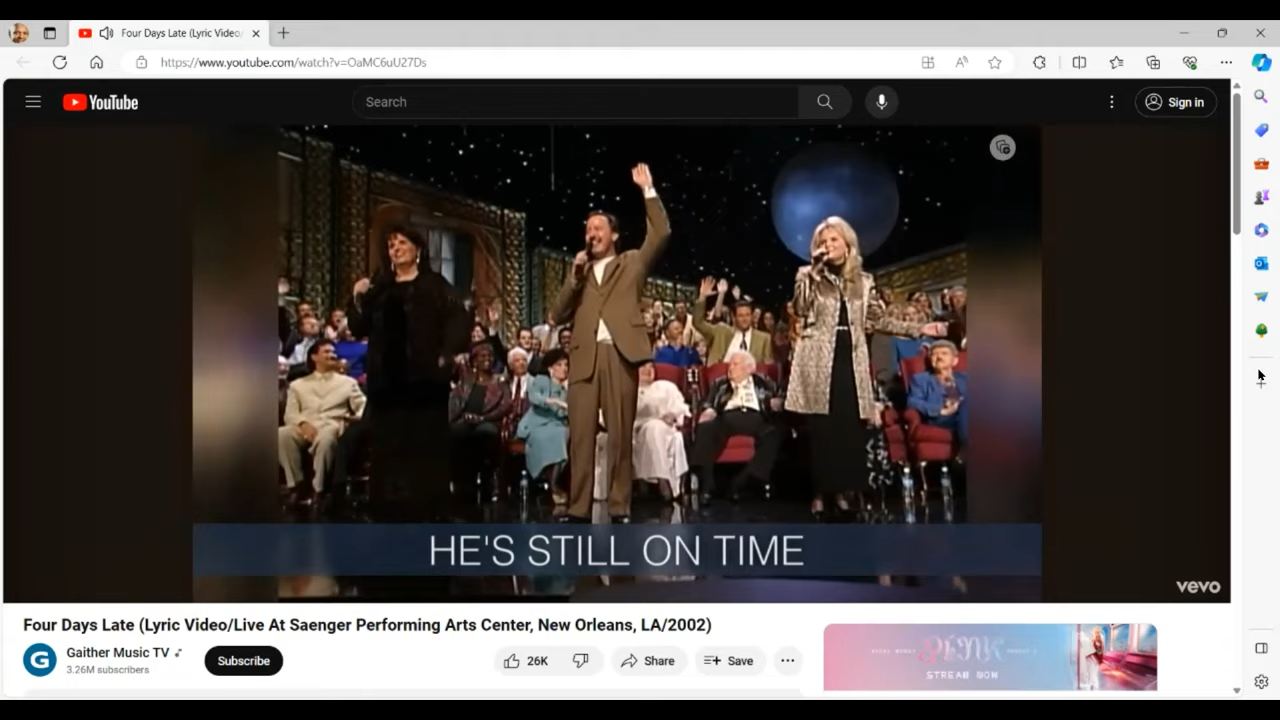 Four Days Late (Lyric Video/
https://www.youtube.com/watch?v=OaMC6uU27Ds
YouTube
Search
Sign in
HE'S STILL ON TIME
vevo
Four Days Late (Lyric Video/Live At Saenger Performing Arts Center, New Orleans, LA/2002)
Gaither Music TV
3.26M subscribers
Subscribe
26K
Share
Save
STREAM NOW